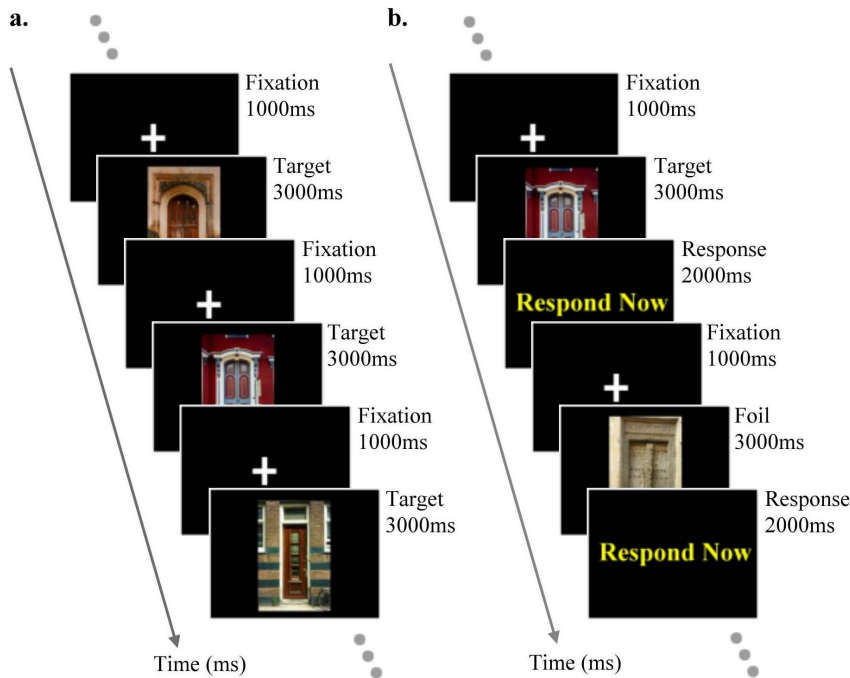 a.
Fixation
1000ms
Target
3000ms
Fixation
1000ms
Target
3000ms
Fixation
1000ms
Target
3000ms
Time (ms)
b.
Fixation
1000ms
Target
3000ms
Response
2000ms
Respond Now
Fixation
1000ms
Foil
3000ms
Response
2000ms
Respond Now
Time (ms)